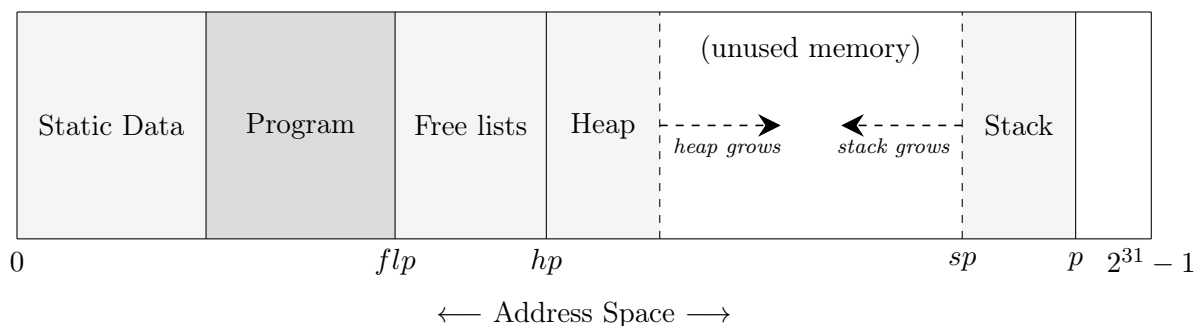 (unused memory)
Static Data Program Free lists Heap Stack
heap grows stack grows
0 flp hp sp p 2^31 − 1
⟵ Address Space ⟶